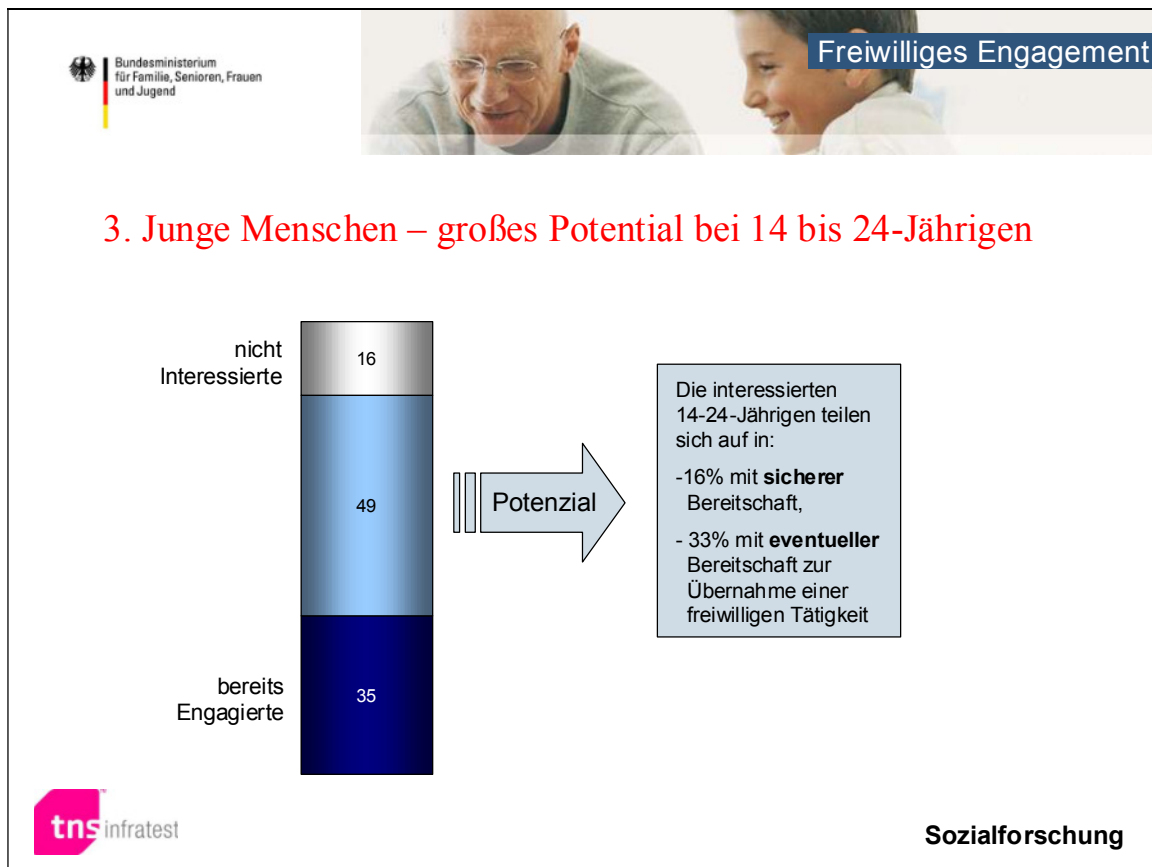 Bundesministerium
für Familie, Senioren, Frauen
und Jugend
Freiwilliges Engagement
3. Junge Menschen – großes Potential bei 14 bis 24-Jährigen
nicht
Interessierte
16
49
35
bereits
Engagierte
Potenzial
Die interessierten
14-24-Jährigen teilen
sich auf in:
-16% mit sicherer
Bereitschaft,
- 33% mit eventueller
Bereitschaft zur
Übernahme einer
freiwilligen Tätigkeit
tns infratest
Sozialforschung